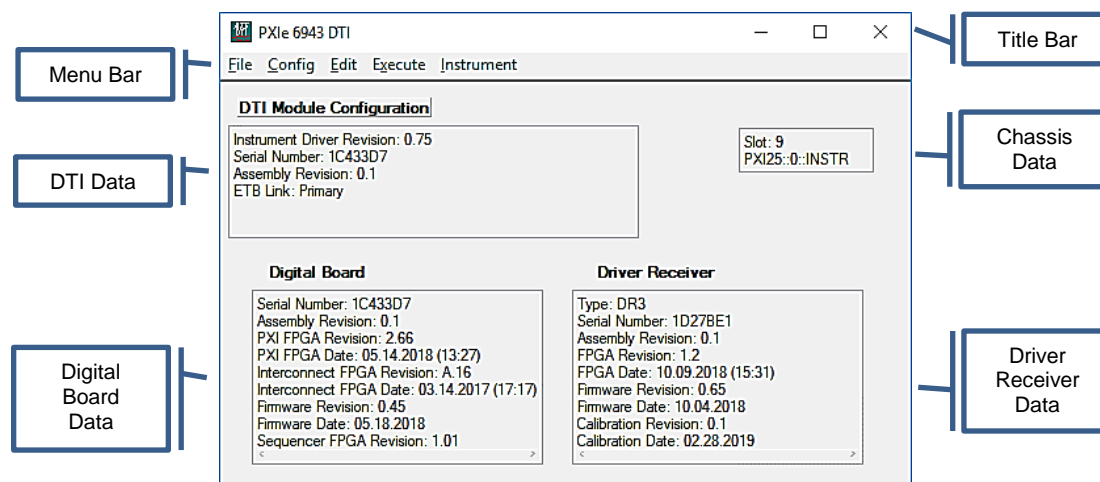 PXIe 6943 DTI
Title Bar
Menu Bar
File Config Edit Execute Instrument
DTI Module Configuration
Instrument Driver Revision: 0.75
Serial Number: 1C433D7
Assembly Revision: 0.1
ETB Link: Primary
Slot: 9
PXI25::0::INSTR
Chassis
Data
DTI Data
Digital Board
Serial Number: 1C433D7
Assembly Revision: 0.1
PXI FPGA Revision: 2.66
PXI FPGA Date: 05.14.2018 (13:27)
Interconnect FPGA Revision: A.16
Interconnect FPGA Date: 03.14.2017 (17:17)
Firmware Revision: 0.45
Firmware Date: 05.18.2018
Sequencer FPGA Revision: 1.01
Driver Receiver
Type: DR3
Serial Number: 1D27BE1
Assembly Revision: 0.1
FPGA Revision: 1.2
FPGA Date: 10.09.2018 (15:31)
Firmware Revision: 0.65
Firmware Date: 10.04.2018
Calibration Revision: 0.1
Calibration Date: 02.28.2019
Digital
Board
Data
Driver
Receiver
Data